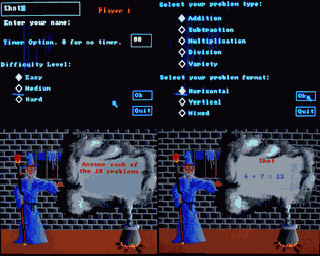 Shot
Player 1
Enter your name:
Timer Option. 0 for no timer.
00
Difficulty Level:
Easy
Medium
Hard
Ok
Quit
Select your problem type:
Addition
Subtraction
Multiplication
Division
Variety
Select your problem format:
Horizontal
Vertical
Mixed
Ok
Quit
Answer each of
the 10 problems
Shot
6 + 7 = 13